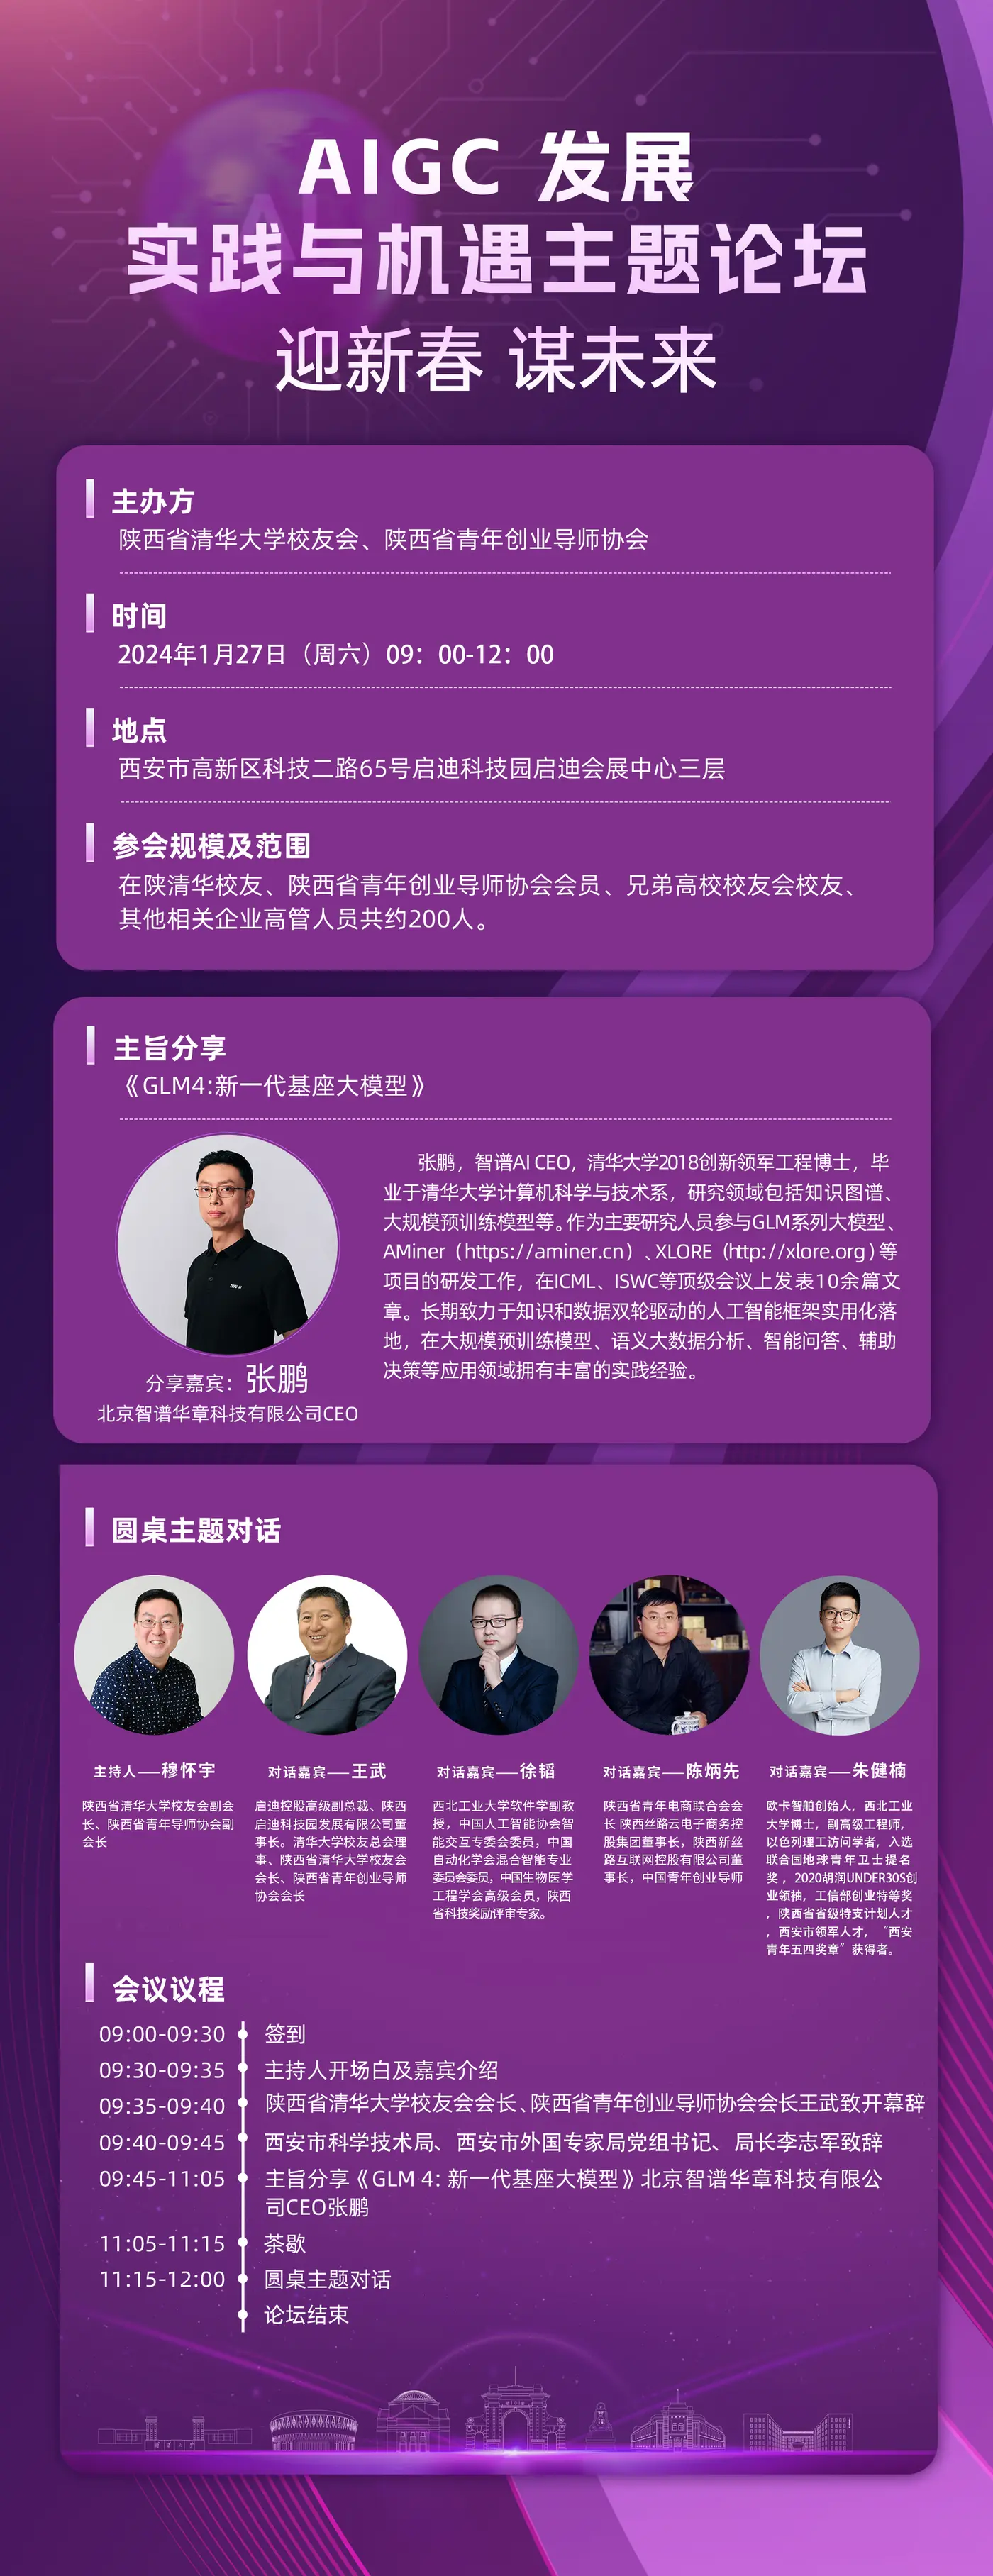 AIGC 发展
实践与机遇主题论坛
迎新春 谋未来
主办方
陕西省清华大学校友会、陕西省青年创业导师协会
时间
2024年1月27日（周六）09：00-12：00
地点
西安市高新区科技二路65号启迪科技园启迪会展中心三层
参会规模及范围
在陕清华校友、陕西省青年创业导师协会会员、兄弟高校校友会校友、
其他相关企业高管人员共约200人。
主旨分享
《GLM4:新一代基座大模型》
张鹏，智谱AI CEO，清华大学2018创新领军工程博士，毕
业于清华大学计算机科学与技术系，研究领域包括知识图谱、
大规模预训练模型等。作为主要研究人员参与GLM系列大模型、
AMiner（https://aminer.cn）、XLORE（http://xlore.org）等
项目的研发工作，在ICML、ISWC等顶级会议上发表10余篇文
章。长期致力于知识和数据双轮驱动的人工智能框架实用化落
地，在大规模预训练模型、语义大数据分析、智能问答、辅助
决策等应用领域拥有丰富的实践经验。
分享嘉宾：张鹏
北京智谱华章科技有限公司CEO
圆桌主题对话
主持人——穆怀宇
陕西省清华大学校友会副会
长、陕西省青年导师协会副
会长
对话嘉宾——王武
启迪控股高级副总裁、陕西
启迪科技园发展有限公司董
事长。清华大学校友总会理
事、陕西省清华大学校友会
会长、陕西省青年创业导师
协会会长
对话嘉宾——徐韬
西北工业大学软件学副教
授，中国人工智能协会智
能交互专委会委员，中国
自动化学会混合智能专业
委员会委员，中国生物医学
工程学会高级会员，陕西
省科技奖励评审专家。
对话嘉宾——陈炳先
陕西省青年电商联合会会
长 陕西丝路云电子商务控
股集团董事长，陕西新丝
路互联网控股有限公司董
事长，中国青年创业导师
对话嘉宾——朱健楠
欧卡智舶创始人，西北工业
大学博士，副高级工程师，
以色列理工访问学者，入选
联合国地球青年卫士提名
奖，2020胡润UNDER30S创
业领袖，工信部创业特等奖
，陕西省省级特支计划人才
，西安市领军人才，“西安
青年五四奖章”获得者。
会议议程
09:00-09:30 签到
09:30-09:35 主持人开场白及嘉宾介绍
09:35-09:40 陕西省清华大学校友会会长、陕西省青年创业导师协会会长王武致开幕辞
09:40-09:45 西安市科学技术局、西安市外国专家局党组书记、局长李志军致辞
09:45-11:05 主旨分享《GLM 4: 新一代基座大模型》北京智谱华章科技有限公
司CEO张鹏
11:05-11:15 茶歇
11:15-12:00 圆桌主题对话
论坛结束